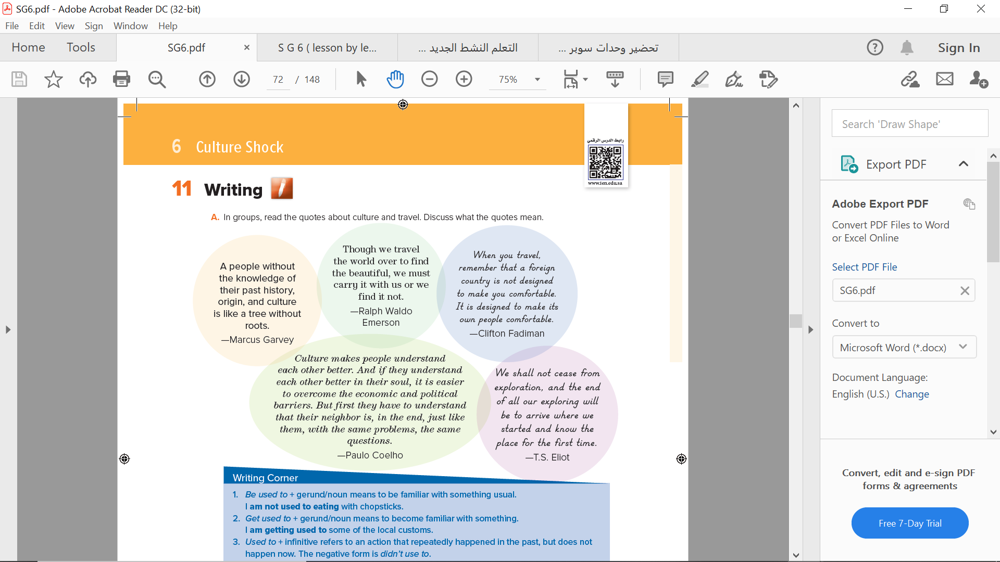 SG6.pdf - Adobe Acrobat Reader DC (32-bit)
File Edit View Sign Window Help
Home Tools SG6.pdf × S G 6 ( lesson by le... التعلم النشط الجديد ... تحضير وحدات سوبر ... Sign In
72 / 148 75%
6 Culture Shock
رابط الدرس الرقمي
www.ien.edu.sa
11 Writing
A. In groups, read the quotes about culture and travel. Discuss what the quotes mean.
A people without
the knowledge of
their past history,
origin, and culture
is like a tree without
roots.
—Marcus Garvey
Though we travel
the world over to find
the beautiful, we must
carry it with us or we
find it not.
—Ralph Waldo
Emerson
When you travel,
remember that a foreign
country is not designed
to make you comfortable.
It is designed to make its
own people comfortable.
—Clifton Fadiman
Culture makes people understand
each other better. And if they understand
each other better in their soul, it is easier
to overcome the economic and political
barriers. But first they have to understand
that their neighbor is, in the end, just like
them, with the same problems, the same
questions.
—Paulo Coelho
We shall not cease from
exploration, and the end
of all our exploring will
be to arrive where we
started and know the
place for the first time.
—T.S. Eliot
Writing Corner
1. Be used to + gerund/noun means to be familiar with something usual.
I am not used to eating with chopsticks.
2. Get used to + gerund/noun means to become familiar with something.
I am getting used to some of the local customs.
3. Used to + infinitive refers to an action that repeatedly happened in the past, but does not
happen now. The negative form is didn't use to.
Search 'Draw Shape'
Export PDF
Adobe Export PDF
Convert PDF Files to Word
or Excel Online
Select PDF File
SG6.pdf
Convert to
Microsoft Word (*.docx)
Document Language:
English (U.S.) Change
Convert, edit and e-sign PDF
forms & agreements
Free 7-Day Trial